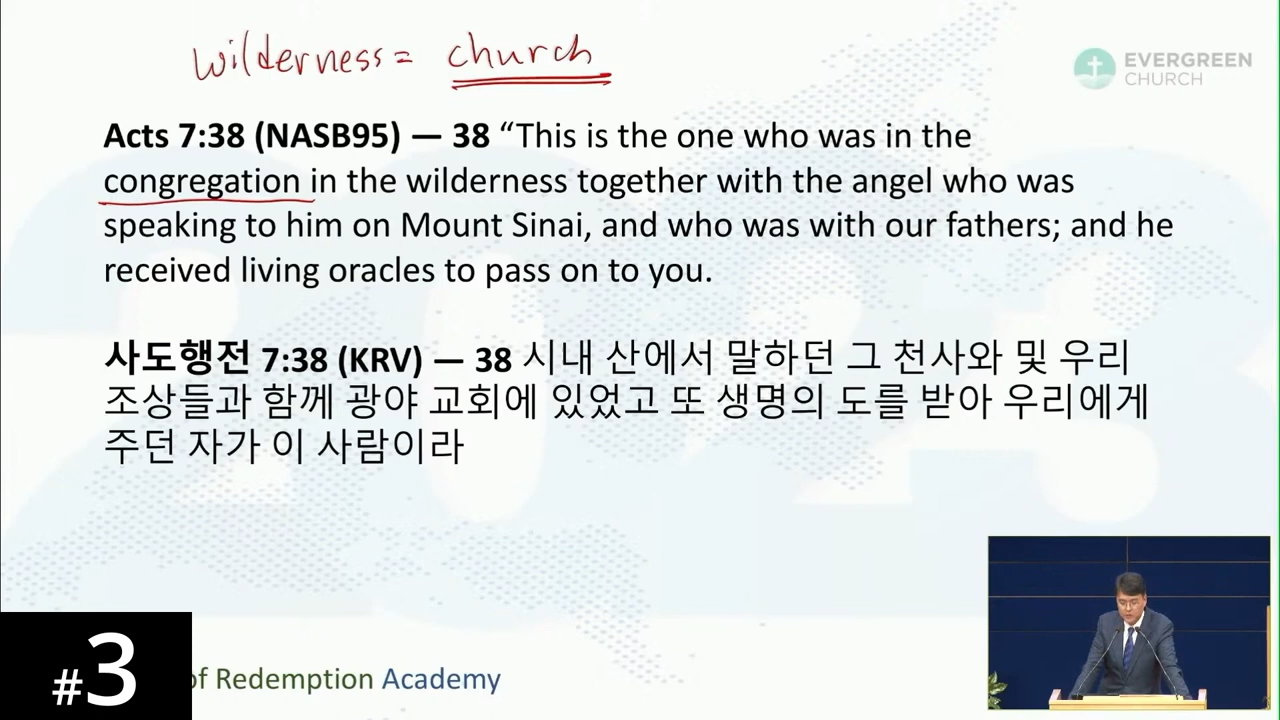 wilderness = church
EVERGREEN
CHURCH
Acts 7:38 (NASB95) — 38 “This is the one who was in the
congregation in the wilderness together with the angel who was
speaking to him on Mount Sinai, and who was with our fathers; and he
received living oracles to pass on to you.
사도행전 7:38 (KRV) — 38 시내 산에서 말하던 그 천사와 및 우리
조상들과 함께 광야 교회에 있었고 또 생명의 도를 받아 우리에게
주던 자가 이 사람이라
#3
of Redemption Academy